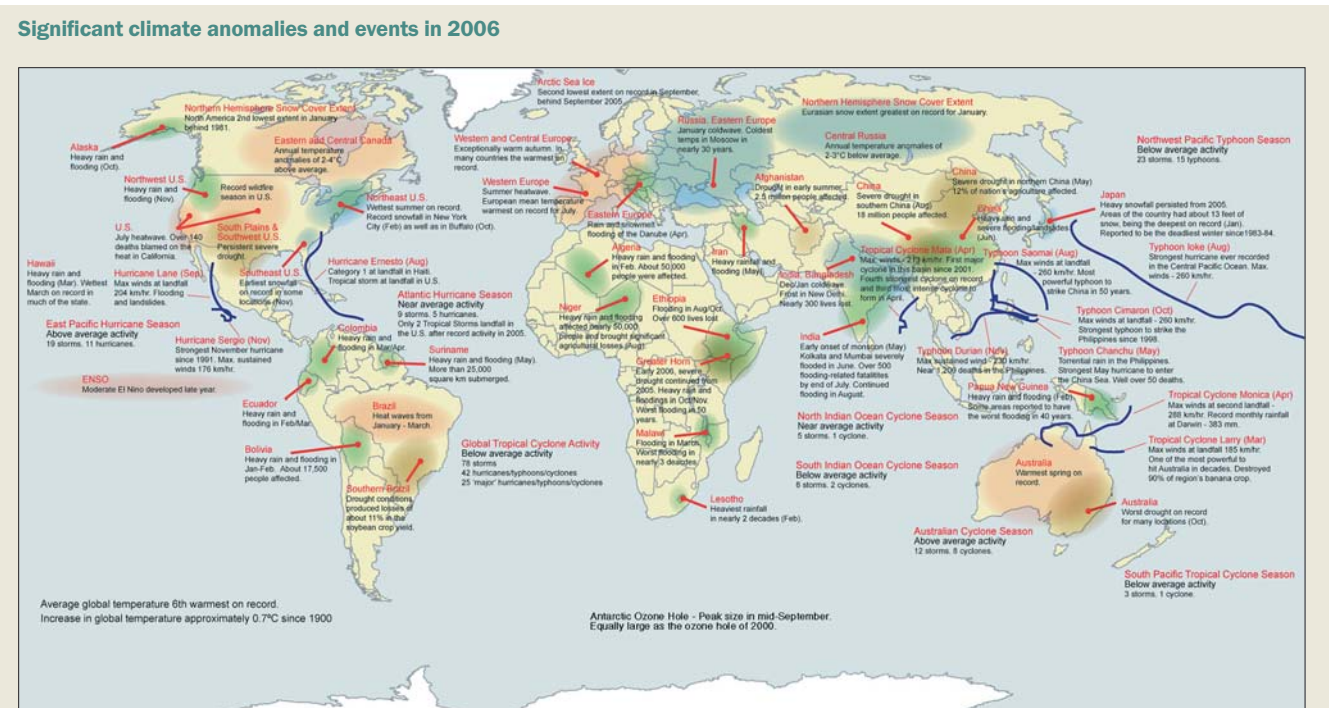 Significant climate anomalies and events in 2006
Arctic Sea Ice
Second lowest extent on record in September,
behind September 2005.
Northern Hemisphere Snow Cover Extent
North America 2nd lowest extent in January
behind 1981.
Alaska
Heavy rain and
flooding (Oct).
Eastern and Central Canada
Annual temperature
anomalies of 2-4°C
above average.
Northwest U.S.
Heavy rain and
flooding (Nov).
Record wildfire
season in U.S.
Northeast U.S.
Wettest summer on record.
Record snowfall in New York
City (Feb) as well as in Buffalo (Oct).
U.S.
July heatwave. Over 140
deaths blamed on the
heat in California.
South Plains &
Southwest U.S.
Persistent severe
drought.
Hawaii
Heavy rain and
flooding (Mar). Wettest
March on record in
much of the state.
Hurricane Lane (Sep)
Max winds at landfall
204 km/hr. Flooding
and landslides.
Southeast U.S.
Earliest snowfall
on record in some
locations (Nov).
Hurricane Ernesto (Aug)
Category 1 at landfall in Haiti.
Tropical storm at landfall in U.S.
Atlantic Hurricane Season
Near average activity
9 storms. 5 hurricanes.
Only 2 Tropical Storms landfall in
the U.S. after record activity in 2005.
East Pacific Hurricane Season
Above average activity
19 storms. 11 hurricanes.
Hurricane Sergio (Nov)
Strongest November hurricane
since 1991. Max. sustained
winds 176 km/hr.
Colombia
Heavy rain and
flooding in Mar/Apr.
Suriname
Heavy rain and flooding (May).
More than 25,000
square km submerged.
ENSO
Moderate El Nino developed late year.
Ecuador
Heavy rain and
flooding in Feb/Mar.
Brazil
Heat waves from
January - March.
Bolivia
Heavy rain and flooding in
Jan-Feb. About 17,500
people affected.
Southern Brazil
Drought conditions
produced losses of
about 11% in the
soybean crop yield.
Global Tropical Cyclone Activity
Below average activity
78 storms
42 hurricanes/typhoons/cyclones
25 'major' hurricanes/typhoons/cyclones
Western and Central Europe
Exceptionally warm autumn. In
many countries the warmest on
record.
Western Europe
Summer heatwave.
European mean temperature
warmest on record for July.
Eastern Europe
Rain and snowmelt -
flooding of the Danube (Apr).
Russia, Eastern Europe
January coldwave. Coldest
temps in Moscow in
nearly 30 years.
Northern Hemisphere Snow Cover Extent
Eurasian snow extent greatest on record for January.
Central Russia
Annual temperature anomalies of
2-3°C below average.
Algeria
Heavy rain and flooding
in Feb. About 50,000
people were affected.
Niger
Heavy rain and flooding
affected nearly 50,000
people and brought significant
agricultural losses (Aug).
Ethiopia
Flooding in Aug/Oct.
Over 600 lives lost.
Greater Horn
Early 2006, severe
drought continued from
2005. Heavy rain and
floodings in Oct/Nov.
Worst flooding in 50
years.
Malawi
Flooding in March.
Worst flooding in
nearly 3 decades.
Lesotho
Heaviest rainfall
in nearly 2 decades (Feb).
Iran
Heavy rainfall and
flooding (May).
Afghanistan
Drought in early summer.
2.5 million people affected.
India, Bangladesh
Dec/Jan coldwave.
Frost in New Delhi.
Nearly 300 lives lost.
China
Severe drought in
southern China (Aug)
18 million people affected.
China
Severe drought in northern China (May)
12% of nation's agriculture affected.
China
Heavy rain and
severe flooding/landslides
(Jun).
Tropical Cyclone Mala (Apr)
Max. winds - 213 km/hr. First major
cyclone in this basin since 2001.
Fourth strongest cyclone on record
and third most intense cyclone to
form in April.
India
Early onset of monsoon (May)
Kolkata and Mumbai severely
flooded in June. Over 500
flooding-related fatalitites
by end of July. Continued
flooding in August.
North Indian Ocean Cyclone Season
Near average activity
5 storms. 1 cyclone.
South Indian Ocean Cyclone Season
Below average activity
storms. 2 cyclones.
Northwest Pacific Typhoon Season
Below average activity
23 storms. 15 typhoons.
Japan
Heavy snowfall persisted from 2005.
Areas of the country had about 13 feet of
snow, being the deepest on record (Jan).
Reported to be the deadliest winter since1983-84.
Typhoon Ioke (Aug)
Strongest hurricane ever recorded
in the Central Pacific Ocean. Max.
winds - 260 km/hr.
Typhoon Saomai (Aug)
Max winds at landfall
- 260 km/hr. Most
powerful typhoon to
strike China in 50 years.
Typhoon Cimaron (Oct)
Max winds at landfall - 260 km/hr.
Strongest typhoon to strike the
Philippines since 1998.
Typhoon Durian (Nov)
Max sustained wind - 230 km/hr.
Near 1,200 deaths in the Philippines.
Typhoon Chanchu (May)
Torrential rain in the Philippines.
Strongest May hurricane to enter
the China Sea. Well over 50 deaths.
Papua New Guinea
Heavy rain and flooding (Feb)
Some areas reported to have
the worst flooding in 40 years.
Tropical Cyclone Monica (Apr)
Max winds at second landfall -
288 km/hr. Record monthly rainfall
at Darwin - 383 mm.
Tropical Cyclone Larry (Mar)
Max winds at landfall 185 km/hr.
One of the most powerful to
hit Australia in decades. Destroyed
90% of region's banana crop.
Australia
Warmest spring on
record.
Australia
Worst drought on record
for many locations (Oct).
Australian Cyclone Season
Above average activity
12 storms. 8 cyclones.
South Pacific Tropical Cyclone Season
Below average activity
3 storms. 1 cyclone.
Average global temperature 6th warmest on record.
Increase in global temperature approximately 0.7ºC since 1900
Antarctic Ozone Hole - Peak size in mid-September.
Equally large as the ozone hole of 2000.